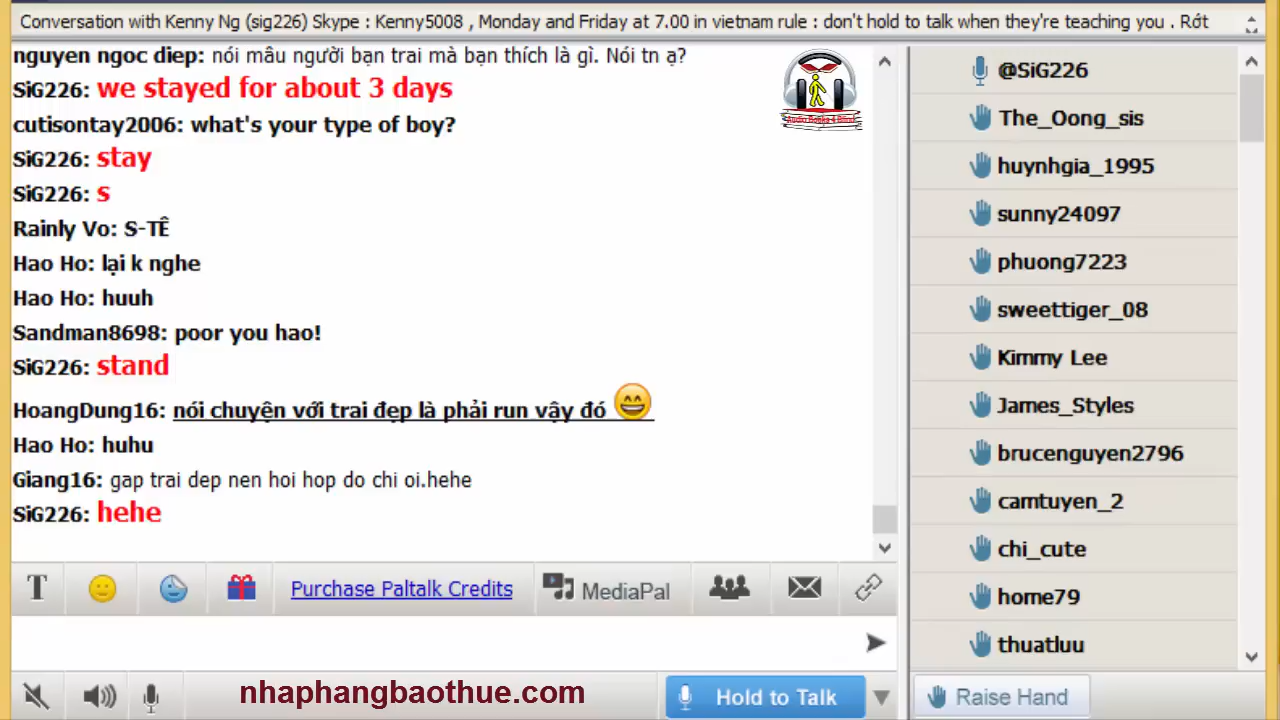 Conversation with Kenny Ng (sig226) Skype : Kenny5008 , Monday and Friday at 7.00 in vietnam rule : don't hold to talk when they're teaching you . Rớt
nguyen ngoc diep: nói mâu người bạn trai mà bạn thích là gì. Nói tn ạ?
SiG226: we stayed for about 3 days
cutisontay2006: what's your type of boy?
SiG226: stay
SiG226: s
Rainly Vo: S-TÊ
Hao Ho: lại k nghe
Hao Ho: huuh
Sandman8698: poor you hao!
SiG226: stand
HoangDung16: nói chuyện với trai đẹp là phải run vậy đó
Hao Ho: huhu
Giang16: gap trai dep nen hoi hop do chi oi.hehe
SiG226: hehe
@SiG226
The_Oong_sis
huynhgia_1995
sunny24097
phuong7223
sweettiger_08
Kimmy Lee
James_Styles
brucenguyen2796
camtuyen_2
chi_cute
home79
thuatluu
T
Purchase Paltalk Credits
MediaPal
nhaphangbaothue.com
Hold to Talk
Raise Hand